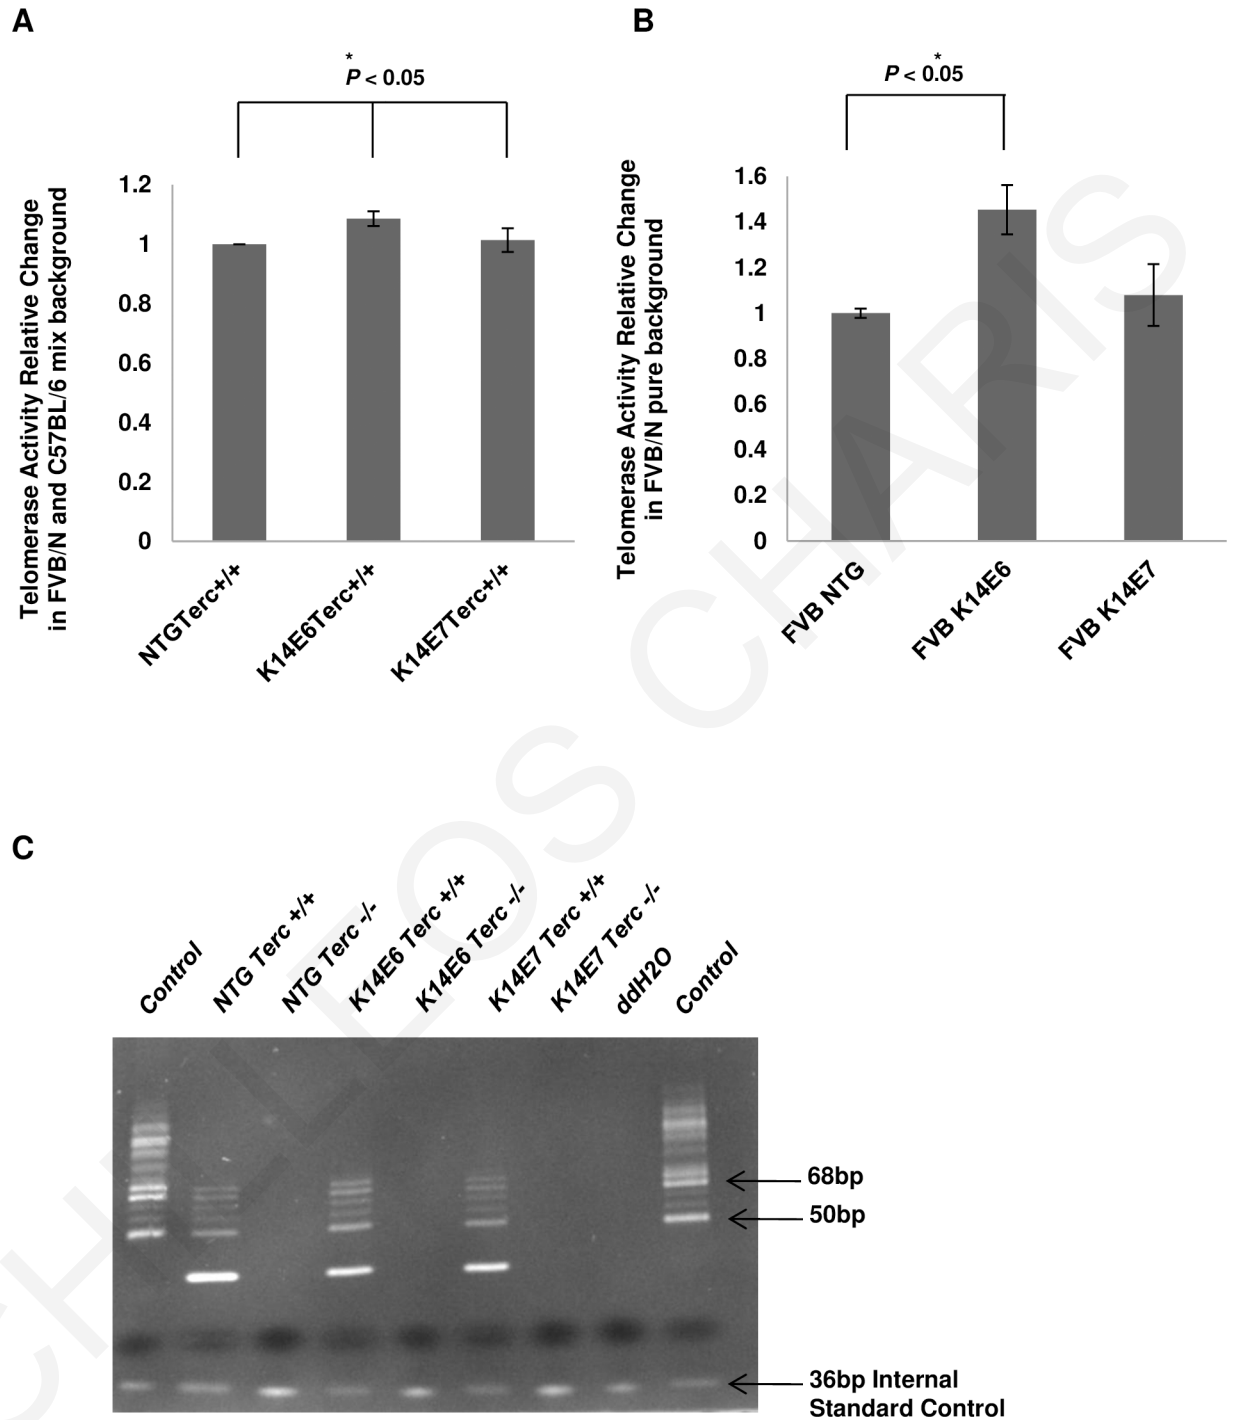 A
*
P < 0.05
Telomerase Activity Relative Change
in FVB/N and C57BL/6 mix background
1.2
1
0.8
0.6
0.4
0.2
0
NTGTerc+/+
K14E6Terc+/+
K14E7Terc+/+
B
*
P < 0.05
Telomerase Activity Relative Change
in FVB/N pure background
1.6
1.4
1.2
1
0.8
0.6
0.4
0.2
0
FVB NTG
FVB K14E6
FVB K14E7
C
Control
NTG Terc +/+
NTG Terc -/-
K14E6 Terc +/+
K14E6 Terc -/-
K14E7 Terc +/+
K14E7 Terc -/-
ddH2O
Control
68bp
50bp
36bp Internal
Standard Control